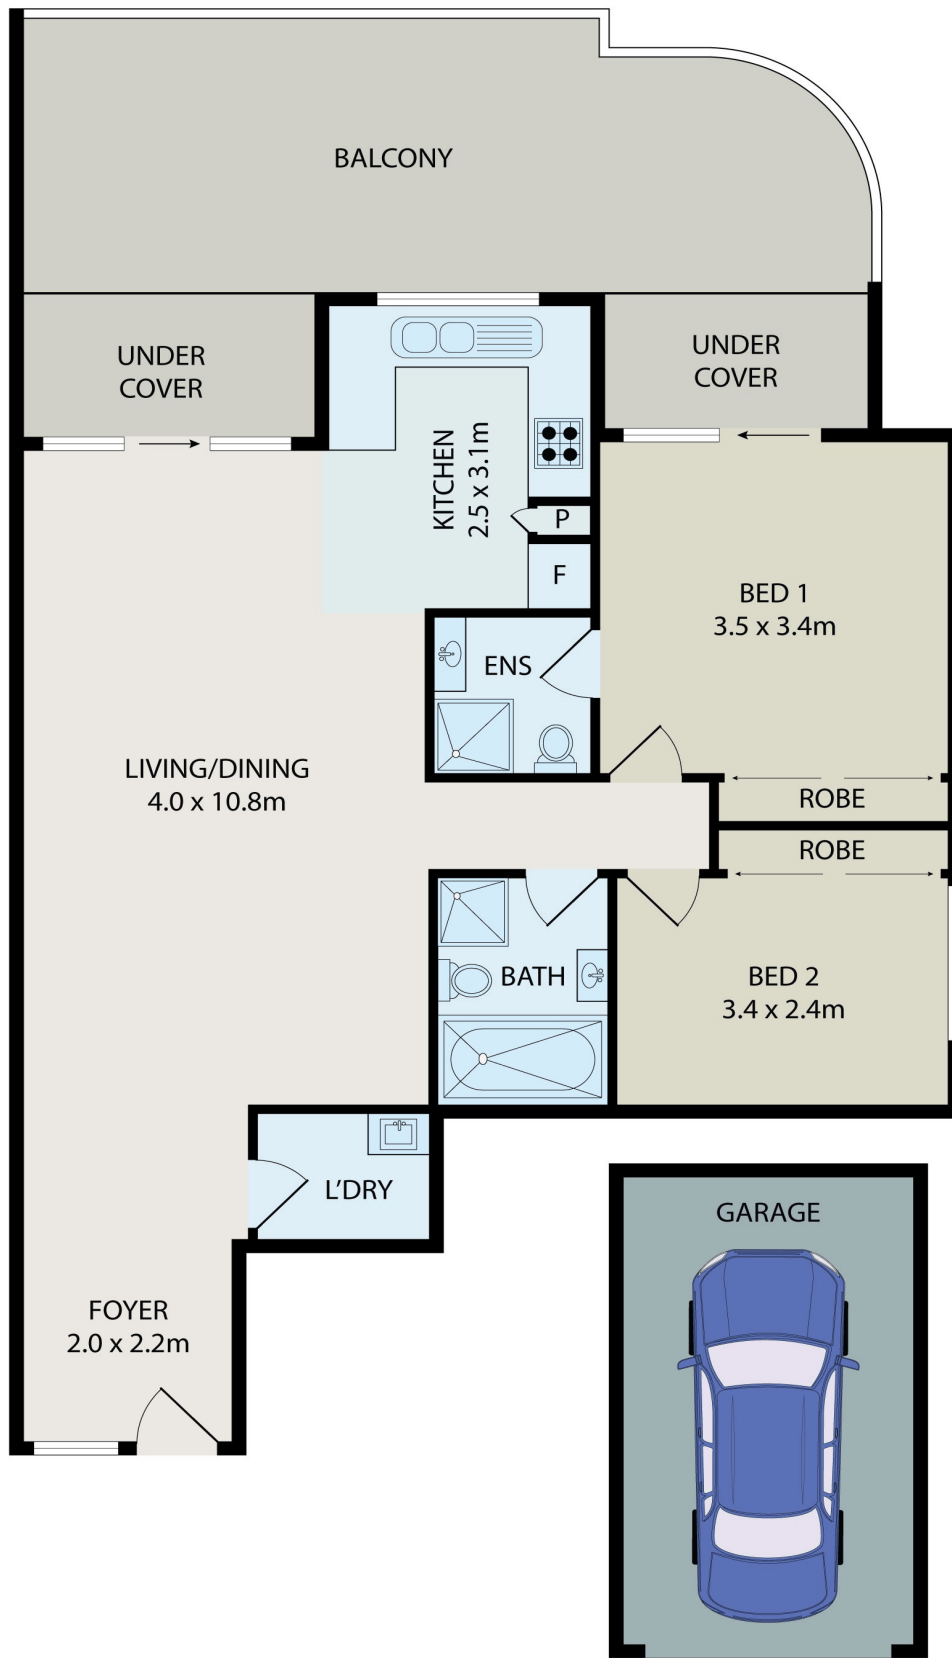 BALCONY
UNDER
COVER
UNDER
COVER
KITCHEN
2.5 x 3.1m
P
F
BED 1
3.5 x 3.4m
ENS
LIVING/DINING
4.0 x 10.8m
ROBE
ROBE
BATH
BED 2
3.4 x 2.4m
L'DRY
GARAGE
FOYER
2.0 x 2.2m